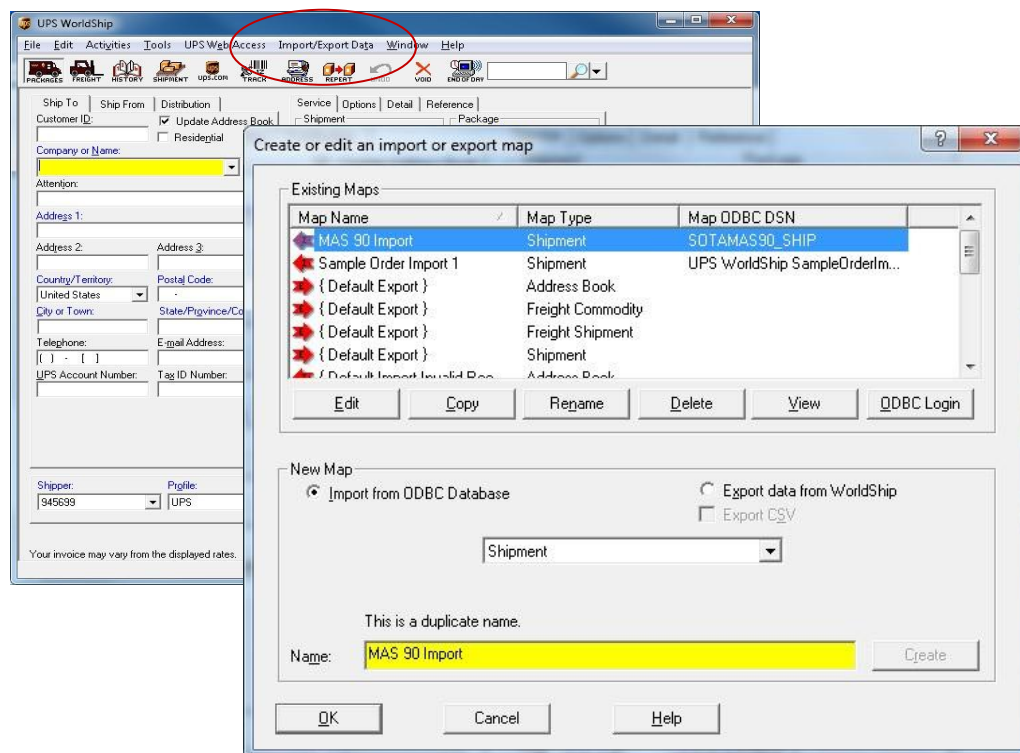 UPS WorldShip
File Edit Activities Tools UPS Web Access Import/Export Data Window Help
PACKAGES FREIGHT HISTORY SHIPMENT ups.com TRACK ADDRESS REPEAT VOID END OF DAY
Ship To Ship From Distribution Service Options Detail Reference
Customer ID: Update Address Book Shipment Package
Residential
Company or Name:
Attention:
Address 1:
Address 2: Address 3:
Country/Territory: Postal Code:
United States -
City or Town:
Telephone: E-mail Address:
( ) - [ ]
UPS Account Number: Tax ID Number:
Shipper: Profile:
945699 UPS
Your invoice may vary from the displayed rates.
Create or edit an import or export map
Existing Maps
Map Name Map Type Map ODBC DSN
MAS 90 Import Shipment SOTAMAS90_SHIP
Sample Order Import 1 Shipment UPS WorldShip SampleOrderIm...
{ Default Export } Address Book
{ Default Export } Freight Commodity
{ Default Export } Freight Shipment
{ Default Export } Shipment
Edit Copy Rename Delete View ODBC Login
New Map
Import from ODBC Database Export data from WorldShip
Export CSV
Shipment
This is a duplicate name.
Name: MAS 90 Import Create
OK Cancel Help